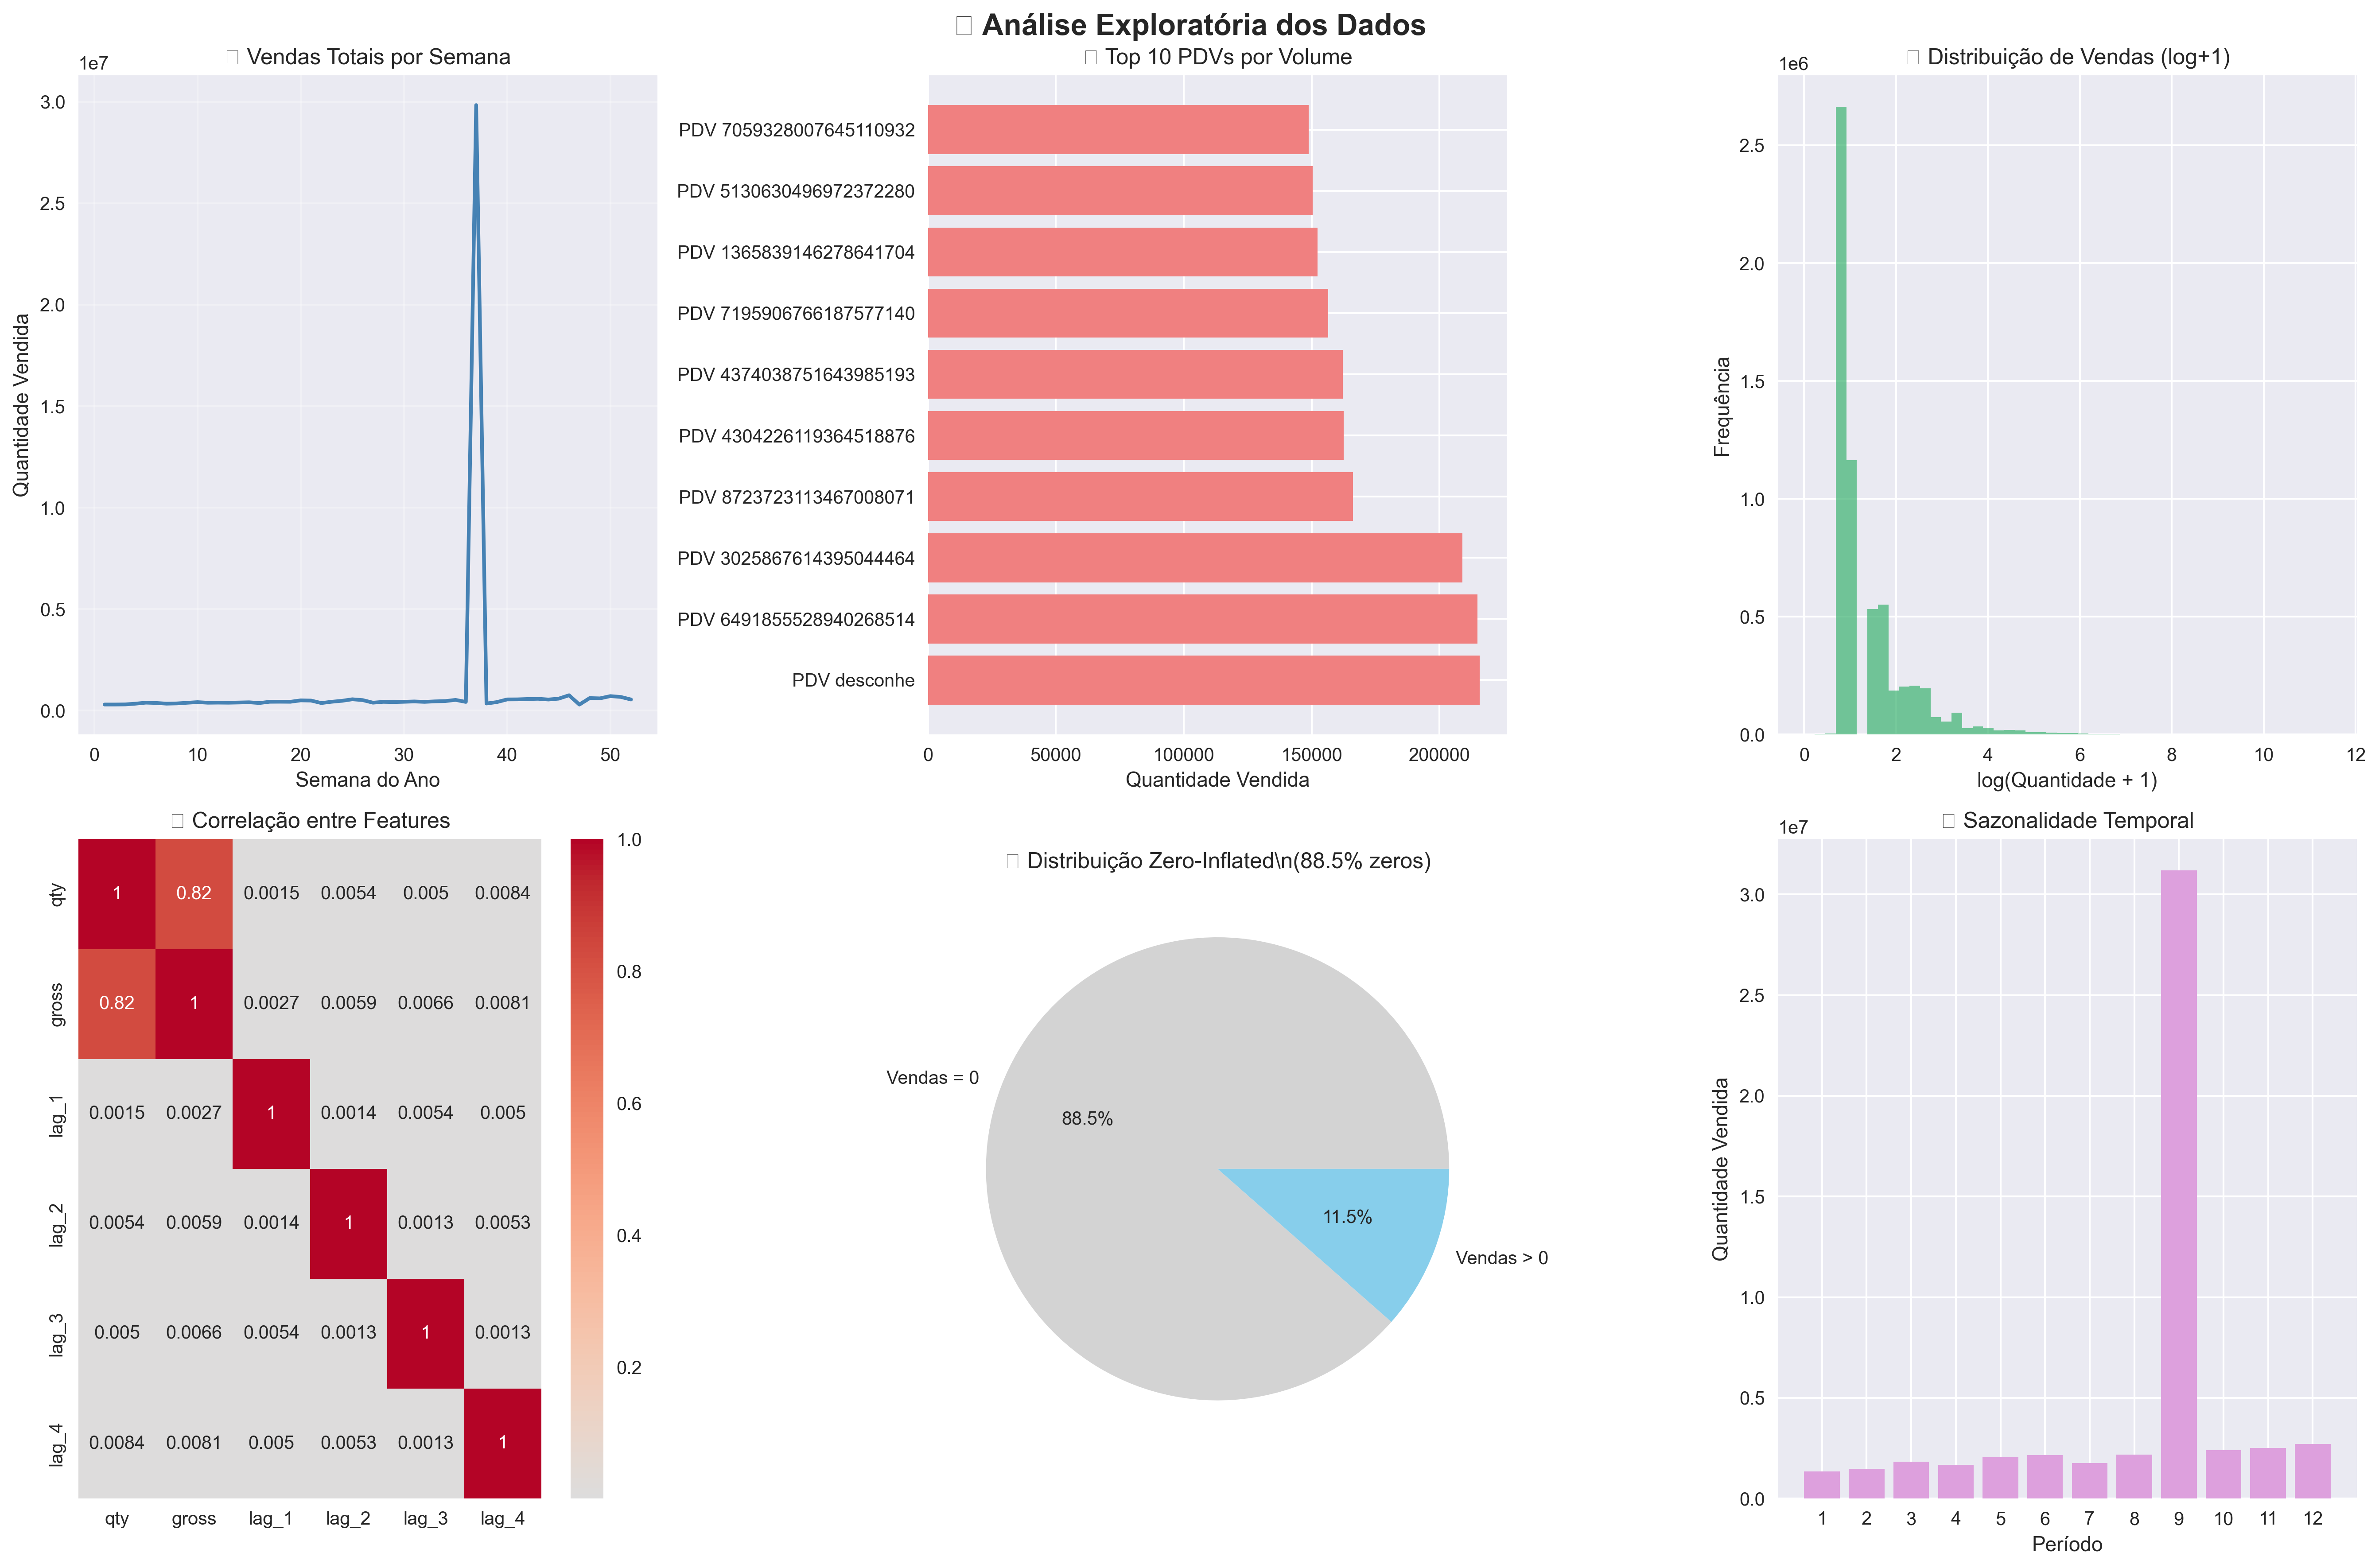 Análise Exploratória dos Dados
Vendas Totais por Semana
1e7
3.0
2.5
2.0
1.5
1.0
0.5
0.0
Quantidade Vendida
0 10 20 30 40 50
Semana do Ano
Top 10 PDVs por Volume
PDV 7059328007645110932
PDV 5130630496972372280
PDV 1365839146278641704
PDV 7195906766187577140
PDV 4374038751643985193
PDV 4304226119364518876
PDV 8723723113467008071
PDV 3025867614395044464
PDV 6491855528940268514
PDV desconhe
0 50000 100000 150000 200000
Quantidade Vendida
Distribuição de Vendas (log+1)
1e6
2.5
2.0
1.5
1.0
0.5
0.0
Frequência
0 2 4 6 8 10 12
log(Quantidade + 1)
Correlação entre Features
qty 1 0.82 0.0015 0.0054 0.005 0.0084
gross 0.82 1 0.0027 0.0059 0.0066 0.0081
lag_1 0.0015 0.0027 1 0.0014 0.0054 0.005
lag_2 0.0054 0.0059 0.0014 1 0.0013 0.0053
lag_3 0.005 0.0066 0.0054 0.0013 1 0.0013
lag_4 0.0084 0.0081 0.005 0.0053 0.0013 1
qty gross lag_1 lag_2 lag_3 lag_4
1.0
0.8
0.6
0.4
0.2
Distribuição Zero-Inflated\n(88.5% zeros)
Vendas = 0
88.5%
11.5%
Vendas > 0
Sazonalidade Temporal
1e7
3.0
2.5
2.0
1.5
1.0
0.5
0.0
Quantidade Vendida
1 2 3 4 5 6 7 8 9 10 11 12
Período